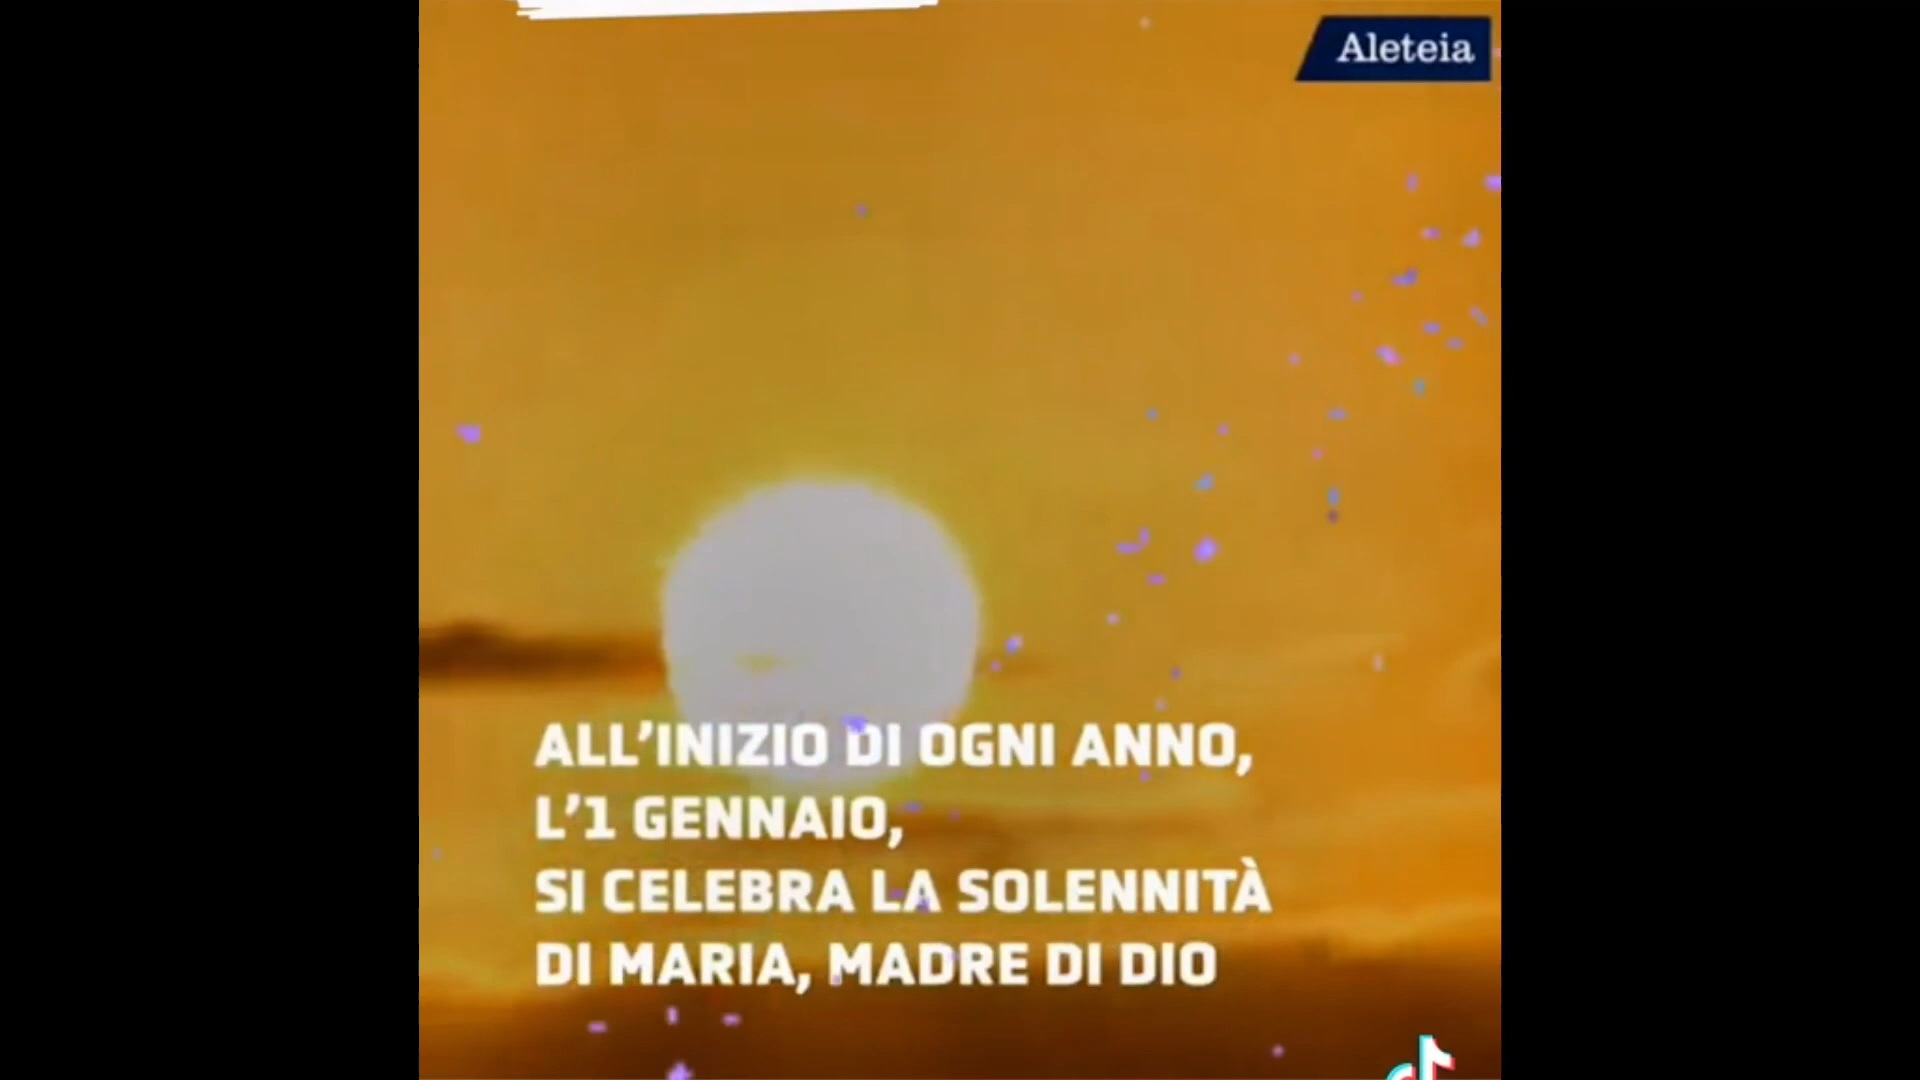 Aleteia
ALL'INIZIO DI OGNI ANNO,
L'1 GENNAIO,
SI CELEBRA LA SOLENNITÀ
DI MARIA, MADRE DI DIO